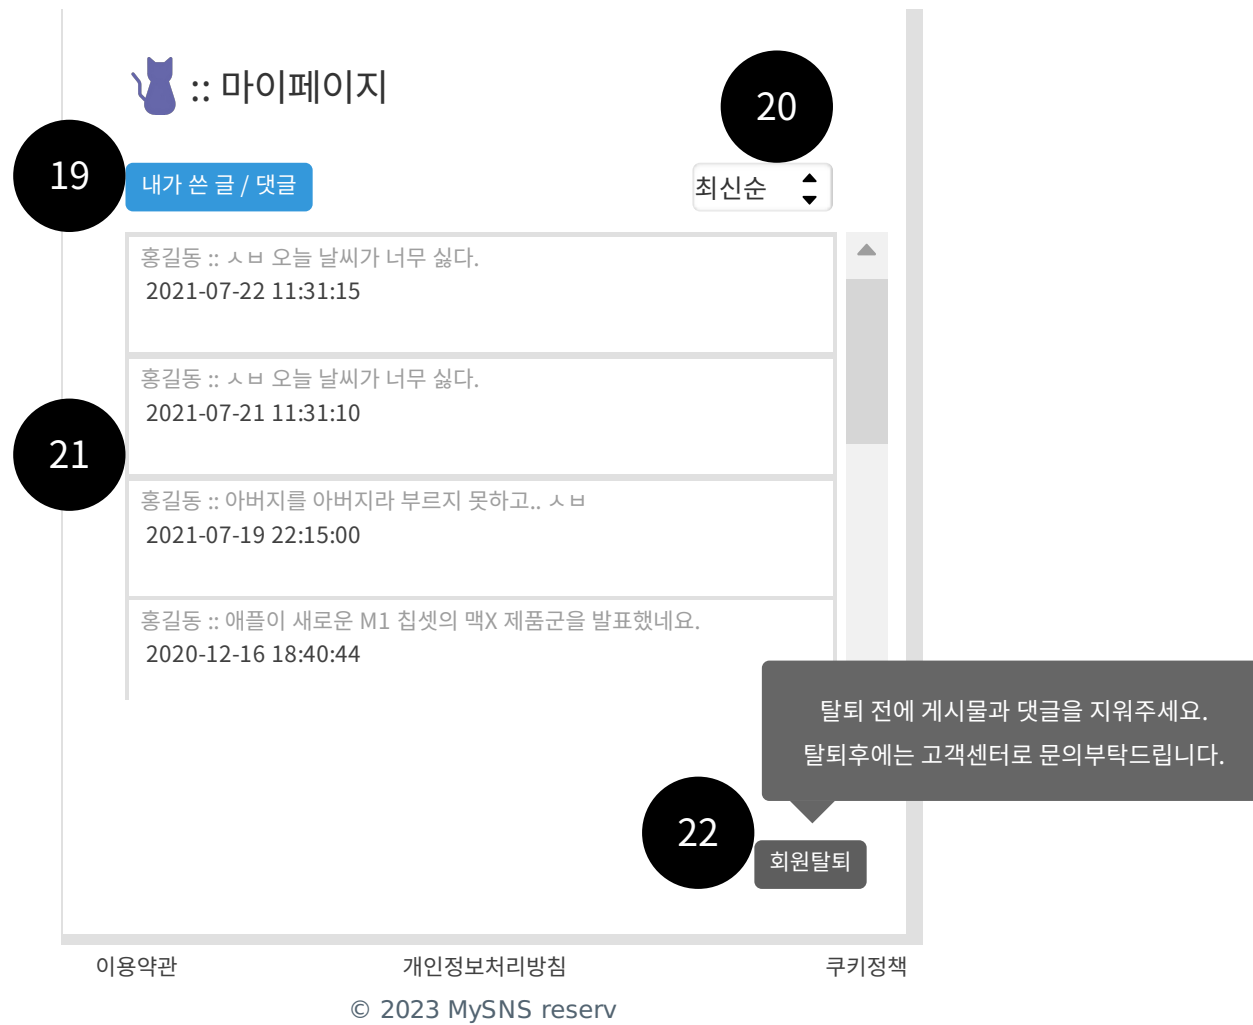 :: 마이페이지
20
19
내가 쓴 글 / 댓글
최신순
홍길동 :: ㅅㅂ 오늘 날씨가 너무 싫다.
2021-07-22 11:31:15
홍길동 :: ㅅㅂ 오늘 날씨가 너무 싫다.
2021-07-21 11:31:10
21
홍길동 :: 아버지를 아버지라 부르지 못하고.. ㅅㅂ
2021-07-19 22:15:00
홍길동 :: 애플이 새로운 M1 칩셋의 맥X 제품군을 발표했네요.
2020-12-16 18:40:44
탈퇴 전에 게시물과 댓글을 지워주세요.
탈퇴후에는 고객센터로 문의부탁드립니다.
22
회원탈퇴
이용약관 개인정보처리방침 쿠키정책
© 2023 MySNS reserv